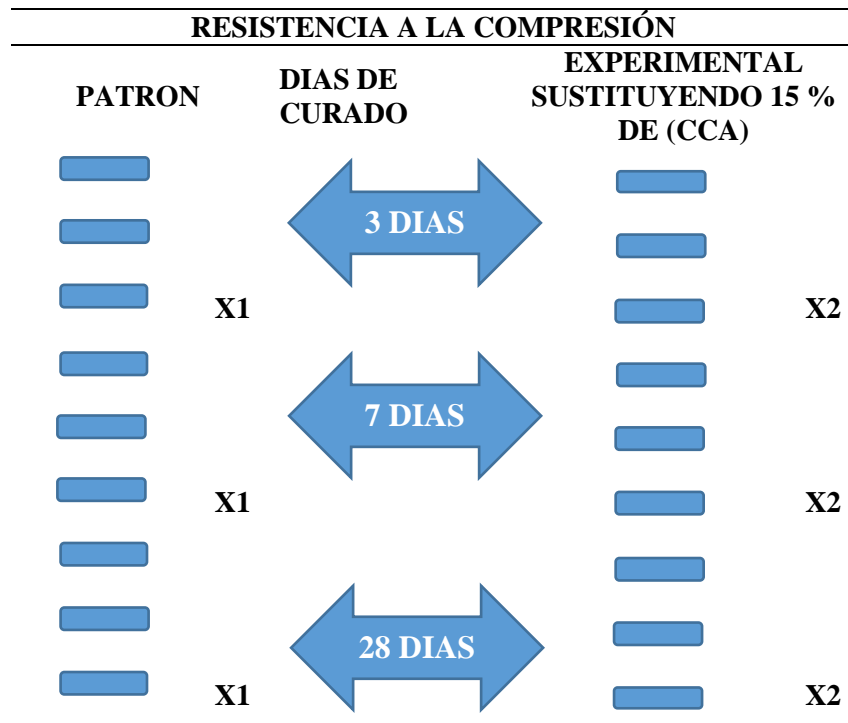 RESISTENCIA A LA COMPRESIÓN
PATRON
DIAS DE
CURADO
EXPERIMENTAL
SUSTITUYENDO 15 %
DE (CCA)
3 DIAS
X1
X2
7 DIAS
X1
X2
28 DIAS
X1
X2